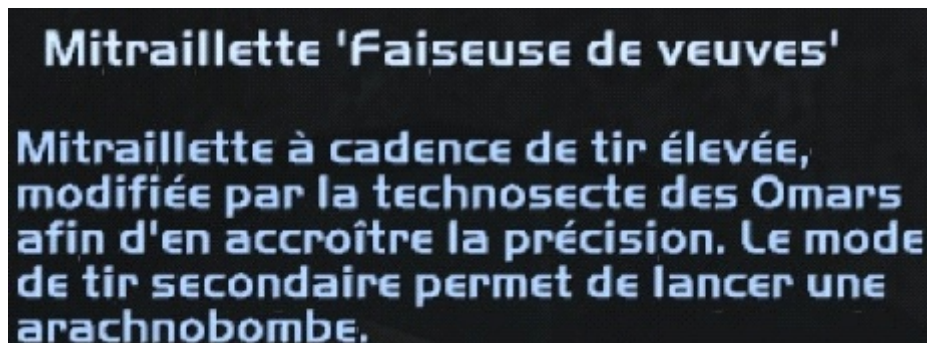 Mitraillette 'Faiseuse de veuves'
Mitraillette à cadence de tir élevée,
modifiée par la technosecte des Omars
afin d'en accroître la précision. Le mode
de tir secondaire permet de lancer une
arachnobombe.